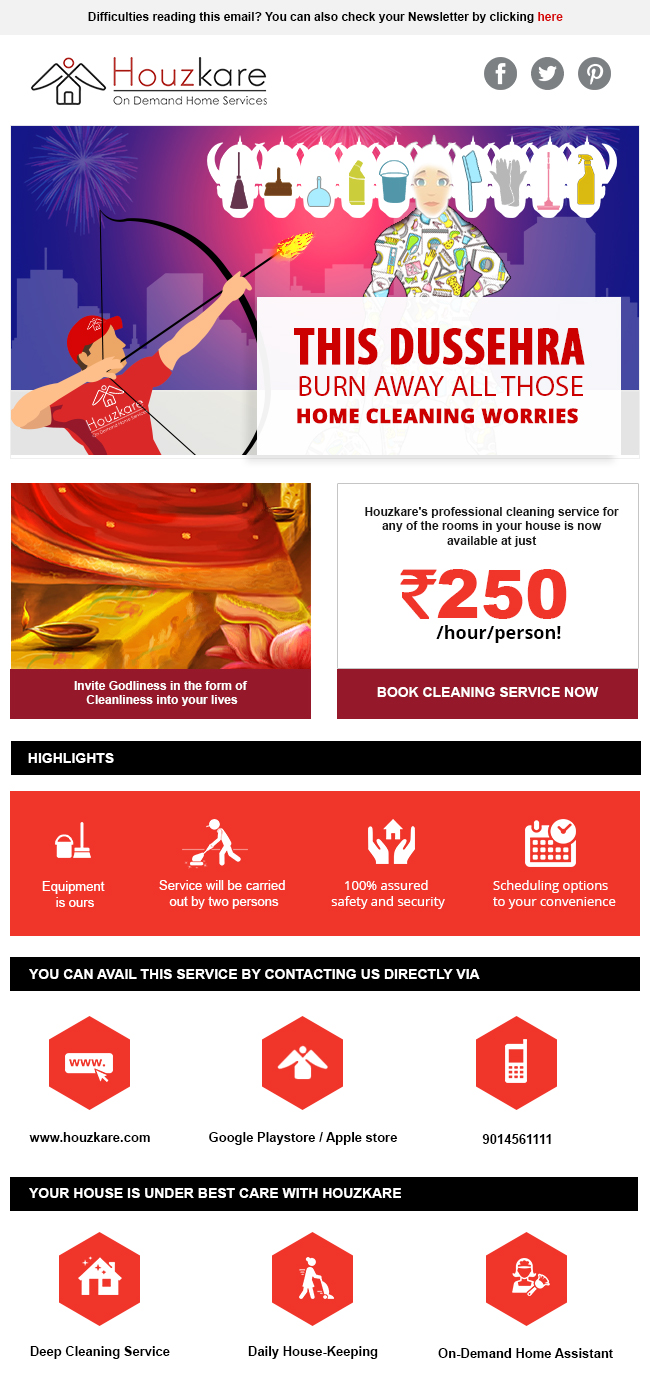 Difficulties reading this email? You can also check your Newsletter by clicking here
Houzkare
On Demand Home Services
Houzkare
On Demand Home Services
THIS DUSSEHRA
BURN AWAY ALL THOSE
HOME CLEANING WORRIES
Invite Godliness in the form of
Cleanliness into your lives
Houzkare's professional cleaning service for
any of the rooms in your house is now
available at just
₹250
/hour/person!
BOOK CLEANING SERVICE NOW
HIGHLIGHTS
Equipment
is ours
Service will be carried
out by two persons
100% assured
safety and security
Scheduling options
to your convenience
YOU CAN AVAIL THIS SERVICE BY CONTACTING US DIRECTLY VIA
www.
www.houzkare.com
Google Playstore / Apple store
9014561111
YOUR HOUSE IS UNDER BEST CARE WITH HOUZKARE
Deep Cleaning Service
Daily House-Keeping
On-Demand Home Assistant